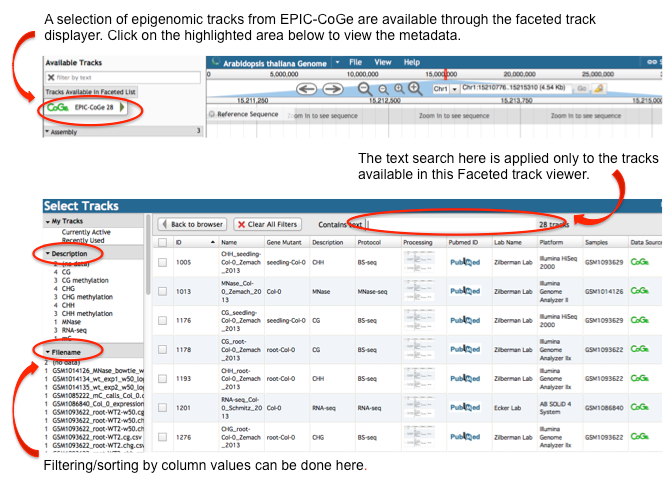 A selection of epigenomic tracks from EPIC-CoGe are available through the faceted track
displayer. Click on the highlighted area below to view the metadata.
Available Tracks
filter by text
Tracks Available in Faceted List
CoGe EPIC-CoGe 28
Assembly 3
Arabidopsis thaliana Genome File View Help
0 5,000,000 10,000,000 15,000,000 20,000,000 25,000,000
Chr1 Chr1:15210776..15215310 (4.54 Kb) Go
15,211,250 15,212,500 15,213,750 15,215,000
Reference Sequence Zoom in to see sequence Zoom in to see sequence Zoom in to see sequence
The text search here is applied only to the tracks
available in this Faceted track viewer.
Select Tracks
My Tracks
Currently Active
Recently Used
Description
2 (no data)
4 CG
3 CG methylation
4 CHG
4 CHG methylation
4 CHH
3 CHH methylation
1 MNase
3 RNA-seq
Filename
2 (no data)
1 GSM1014126_MNase_bowtie_w
1 GSM1014134_wt_exp1_w50_lo
1 GSM1014135_wt_exp2_w50_lo
1 GSM1085222_mC_calls_Col_0.
1 GSM1086840_Col_0_expression
1 GSM1093622_root-WT2-w50.cg
1 GSM1093622_root-WT2-w50.ch
1 GSM1093622_root-WT2.cg.csv
1 GSM1093622_root-WT2.chg.csv
Back to browser Clear All Filters Contains text 28 tracks
ID Name Gene Mutant Description Protocol Processing Pubmed ID Lab Name Platform Samples Data Source
1005 CHH_seedling-Col-0_Zemach_2013 seedling-Col-0 CHH BS-seq PubMed Zilberman Lab Illumina HiSeq 2000 GSM1093629 CoGe
1013 MNase_Col-0_Zemach_2013 Col-0 MNase MNase-seq PubMed Zilberman Lab Illumina Genome Analyzer II GSM1014126 CoGe
1176 CG_seedling-Col-0_Zemach_2013 seedling-Col-0 CG BS-seq PubMed Zilberman Lab Illumina HiSeq 2000 GSM1093629 CoGe
1178 CG_root-Col-0_Zemach_2013 root-Col-0 CG BS-seq PubMed Zilberman Lab Illumina Genome Analyzer IIx GSM1093622 CoGe
1193 CHH_root-Col-0_Zemach_2013 root-Col-0 CHH BS-seq PubMed Zilberman Lab Illumina Genome Analyzer IIx GSM1093622 CoGe
1201 RNA-seq_Col-0_Schmitz_2013 Col-0 RNA-seq RNA-seq PubMed Ecker Lab AB SOLiD 4 System GSM1086840 CoGe
1276 CHG_root-Col-0_Zemach_2013 root-Col-0 CHG BS-seq PubMed Zilberman Lab Illumina Genome Analyzer IIx GSM1093622 CoGe
Filtering/sorting by column values can be done here.